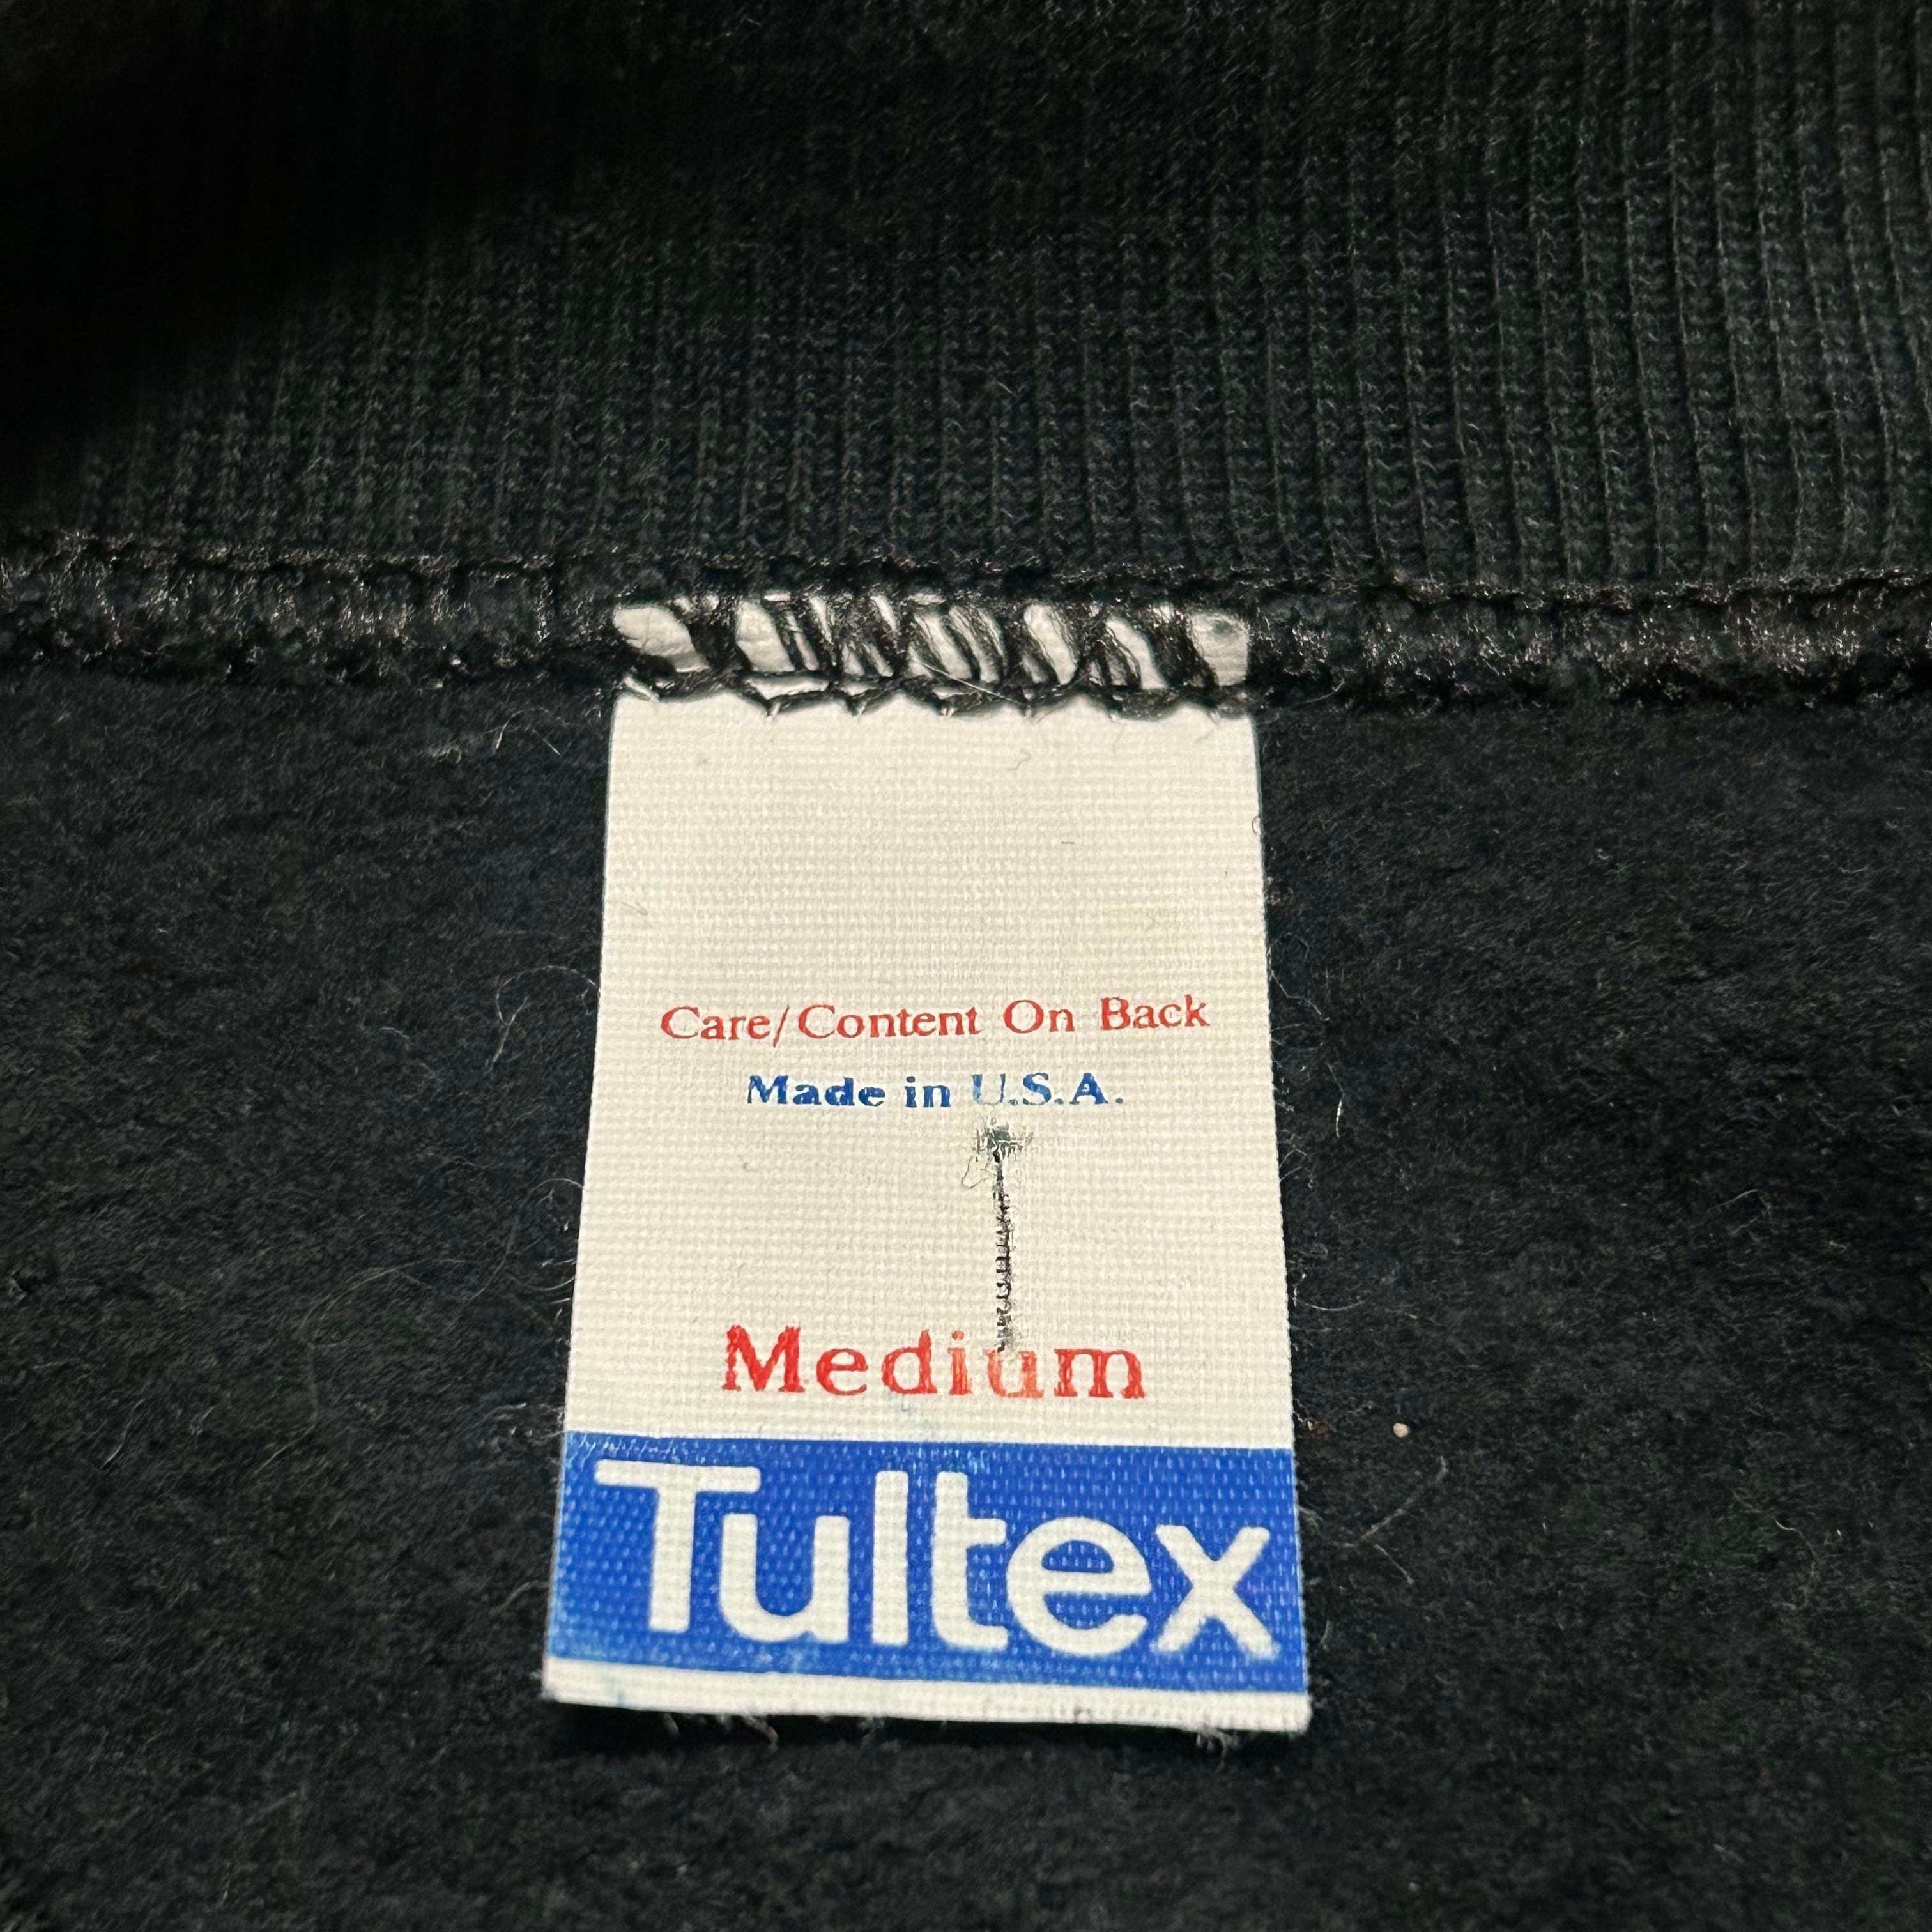 Care/Content On Back
Made in U.S.A.
Medium
Tultex